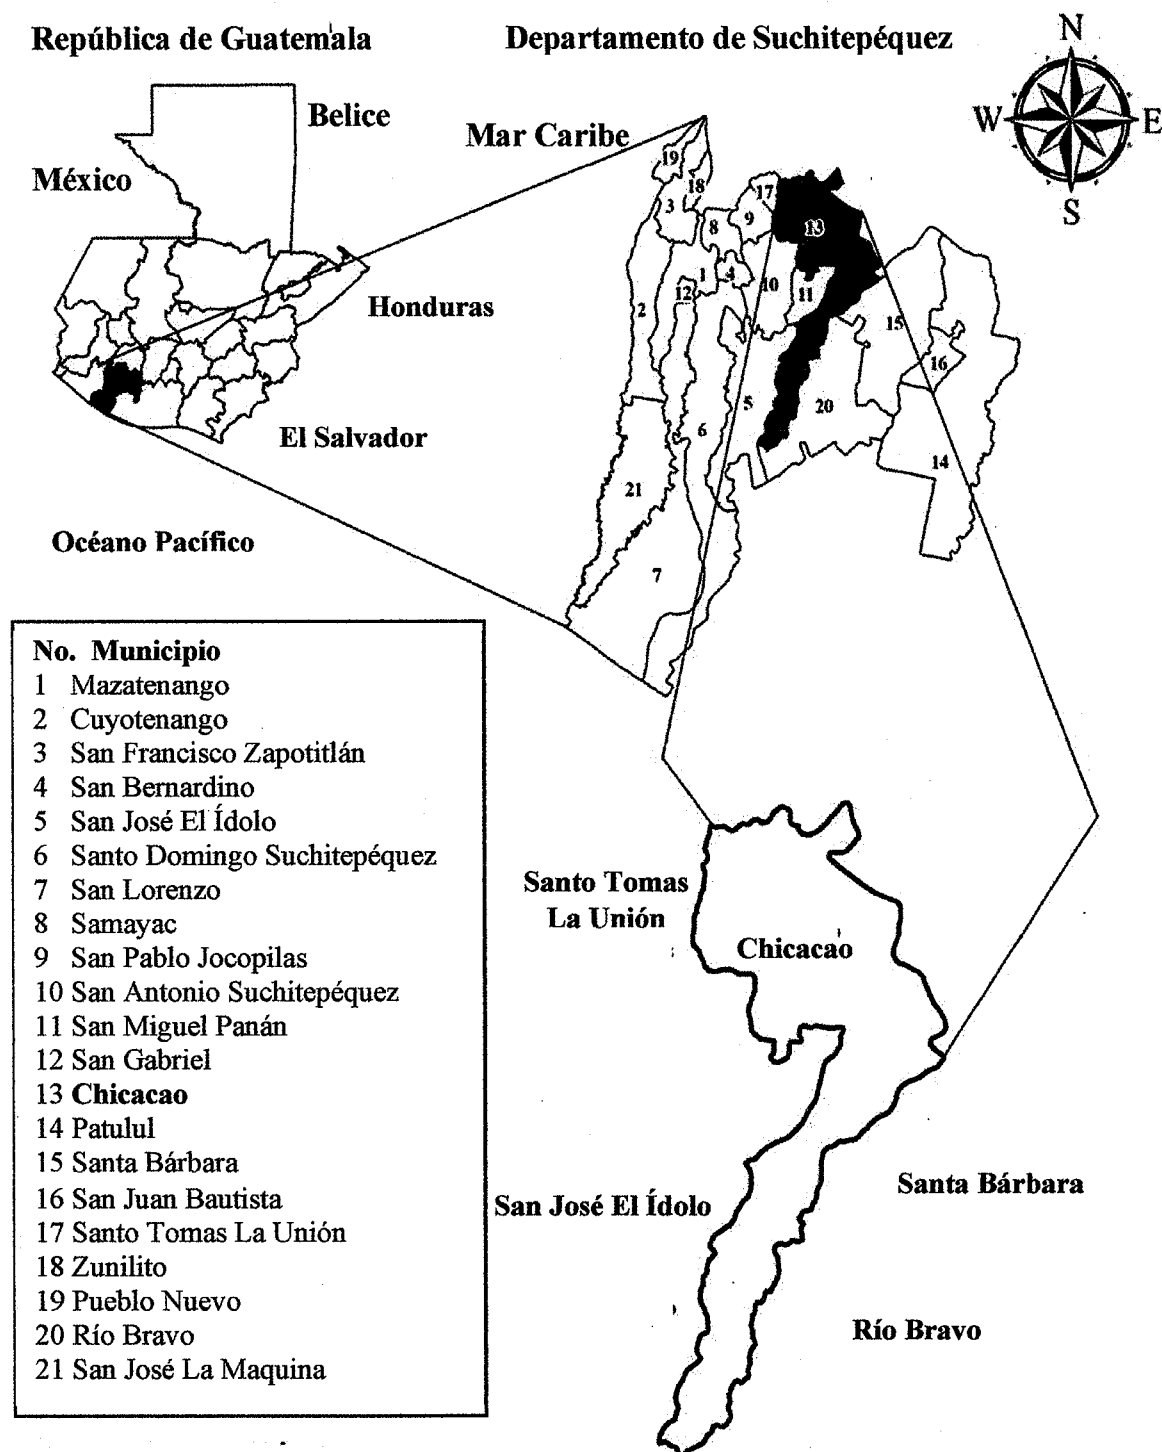 República de Guatemala
Departamento de Suchitepéquez
N
W
E
S
Belice
Mar Caribe
México
Honduras
El Salvador
Océano Pacífico
19
18
17
3
8
9
13
1
4
10
11
12
2
15
16
5
20
6
14
21
7
No. Municipio
1 Mazatenango
2 Cuyotenango
3 San Francisco Zapotitlán
4 San Bernardino
5 San José El Ídolo
6 Santo Domingo Suchitepéquez
7 San Lorenzo
8 Samayac
9 San Pablo Jocopilas
10 San Antonio Suchitepéquez
11 San Miguel Panán
12 San Gabriel
13 Chicacao
14 Patulul
15 Santa Bárbara
16 San Juan Bautista
17 Santo Tomas La Unión
18 Zunilito
19 Pueblo Nuevo
20 Río Bravo
21 San José La Maquina
Santo Tomas
La Unión
Chicacao
San José El Ídolo
Santa Bárbara
Río Bravo